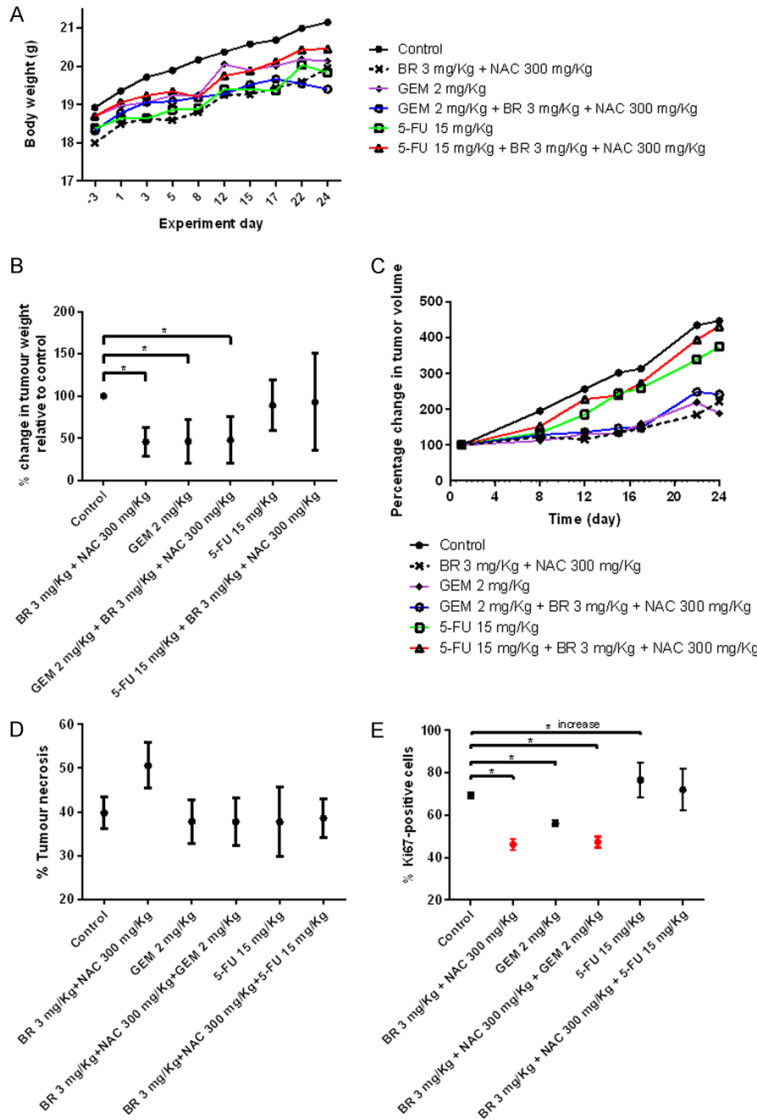 A
Body weight (g)
21
20
19
18
17
-3 1 3 5 8 12 15 17 22 24
Experiment day
Control
BR 3 mg/Kg + NAC 300 mg/Kg
GEM 2 mg/Kg
GEM 2 mg/Kg + BR 3 mg/Kg + NAC 300 mg/Kg
5-FU 15 mg/Kg
5-FU 15 mg/Kg + BR 3 mg/Kg + NAC 300 mg/Kg
B
% change in tumour weight
relative to control
200
150
100
50
0
*
*
*
Control
BR 3 mg/Kg + NAC 300 mg/Kg
GEM 2 mg/Kg
GEM 2 mg/Kg + BR 3 mg/Kg + NAC 300 mg/Kg
5-FU 15 mg/Kg
5-FU 15 mg/Kg + BR 3 mg/Kg + NAC 300 mg/Kg
C
Percentage change in tumor volume
500
400
300
200
100
0
0 4 8 12 16 20 24
Time (day)
Control
BR 3 mg/Kg + NAC 300 mg/Kg
GEM 2 mg/Kg
GEM 2 mg/Kg + BR 3 mg/Kg + NAC 300 mg/Kg
5-FU 15 mg/Kg
5-FU 15 mg/Kg + BR 3 mg/Kg + NAC 300 mg/Kg
D
% Tumour necrosis
60
50
40
30
20
Control
BR 3 mg/Kg+NAC 300 mg/Kg
GEM 2 mg/Kg
BR 3 mg/Kg+NAC 300 mg/Kg+GEM 2 mg/Kg
5-FU 15 mg/Kg
BR 3 mg/Kg+NAC 300 mg/Kg+5-FU 15 mg/Kg
E
% Ki67-positive cells
100
80
60
40
20
* increase
*
*
*
Control
BR 3 mg/Kg + NAC 300 mg/Kg
GEM 2 mg/Kg
BR 3 mg/Kg + NAC 300 mg/Kg + GEM 2 mg/Kg
5-FU 15 mg/Kg
BR 3 mg/Kg + NAC 300 mg/Kg + 5-FU 15 mg/Kg